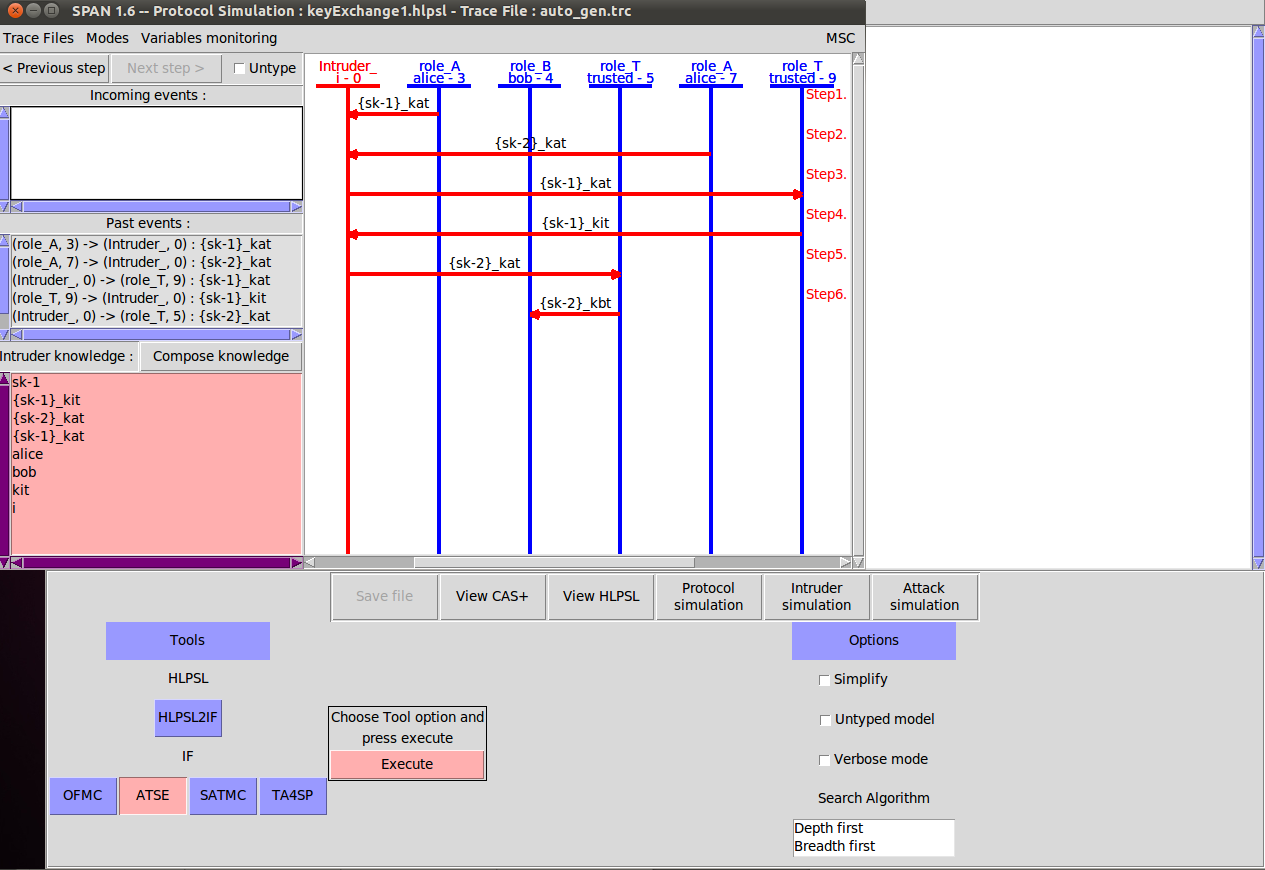 SPAN 1.6 -- Protocol Simulation : keyExchange1.hlpsl - Trace File : auto_gen.trc
Trace Files Modes Variables monitoring MSC
< Previous step Next step > Untype
Incoming events :
Past events :
(role_A, 3) -> (Intruder_, 0) : {sk-1}_kat
(role_A, 7) -> (Intruder_, 0) : {sk-2}_kat
(Intruder_, 0) -> (role_T, 9) : {sk-1}_kat
(role_T, 9) -> (Intruder_, 0) : {sk-1}_kit
(Intruder_, 0) -> (role_T, 5) : {sk-2}_kat
Intruder knowledge : Compose knowledge
sk-1
{sk-1}_kit
{sk-2}_kat
{sk-1}_kat
alice
bob
kit
i
Intruder_ role_A role_B role_T role_A role_T
i - 0 alice - 3 bob - 4 trusted - 5 alice - 7 trusted - 9
Step1.
{sk-1}_kat
Step2.
{sk-2}_kat
Step3.
{sk-1}_kat
Step4.
{sk-1}_kit
Step5.
{sk-2}_kat
Step6.
{sk-2}_kbt
Save file View CAS+ View HLPSL Protocol simulation Intruder simulation Attack simulation
Tools
HLPSL
HLPSL2IF
IF
OFMC ATSE SATMC TA4SP
Choose Tool option and
press execute
Execute
Options
Simplify
Untyped model
Verbose mode
Search Algorithm
Depth first
Breadth first